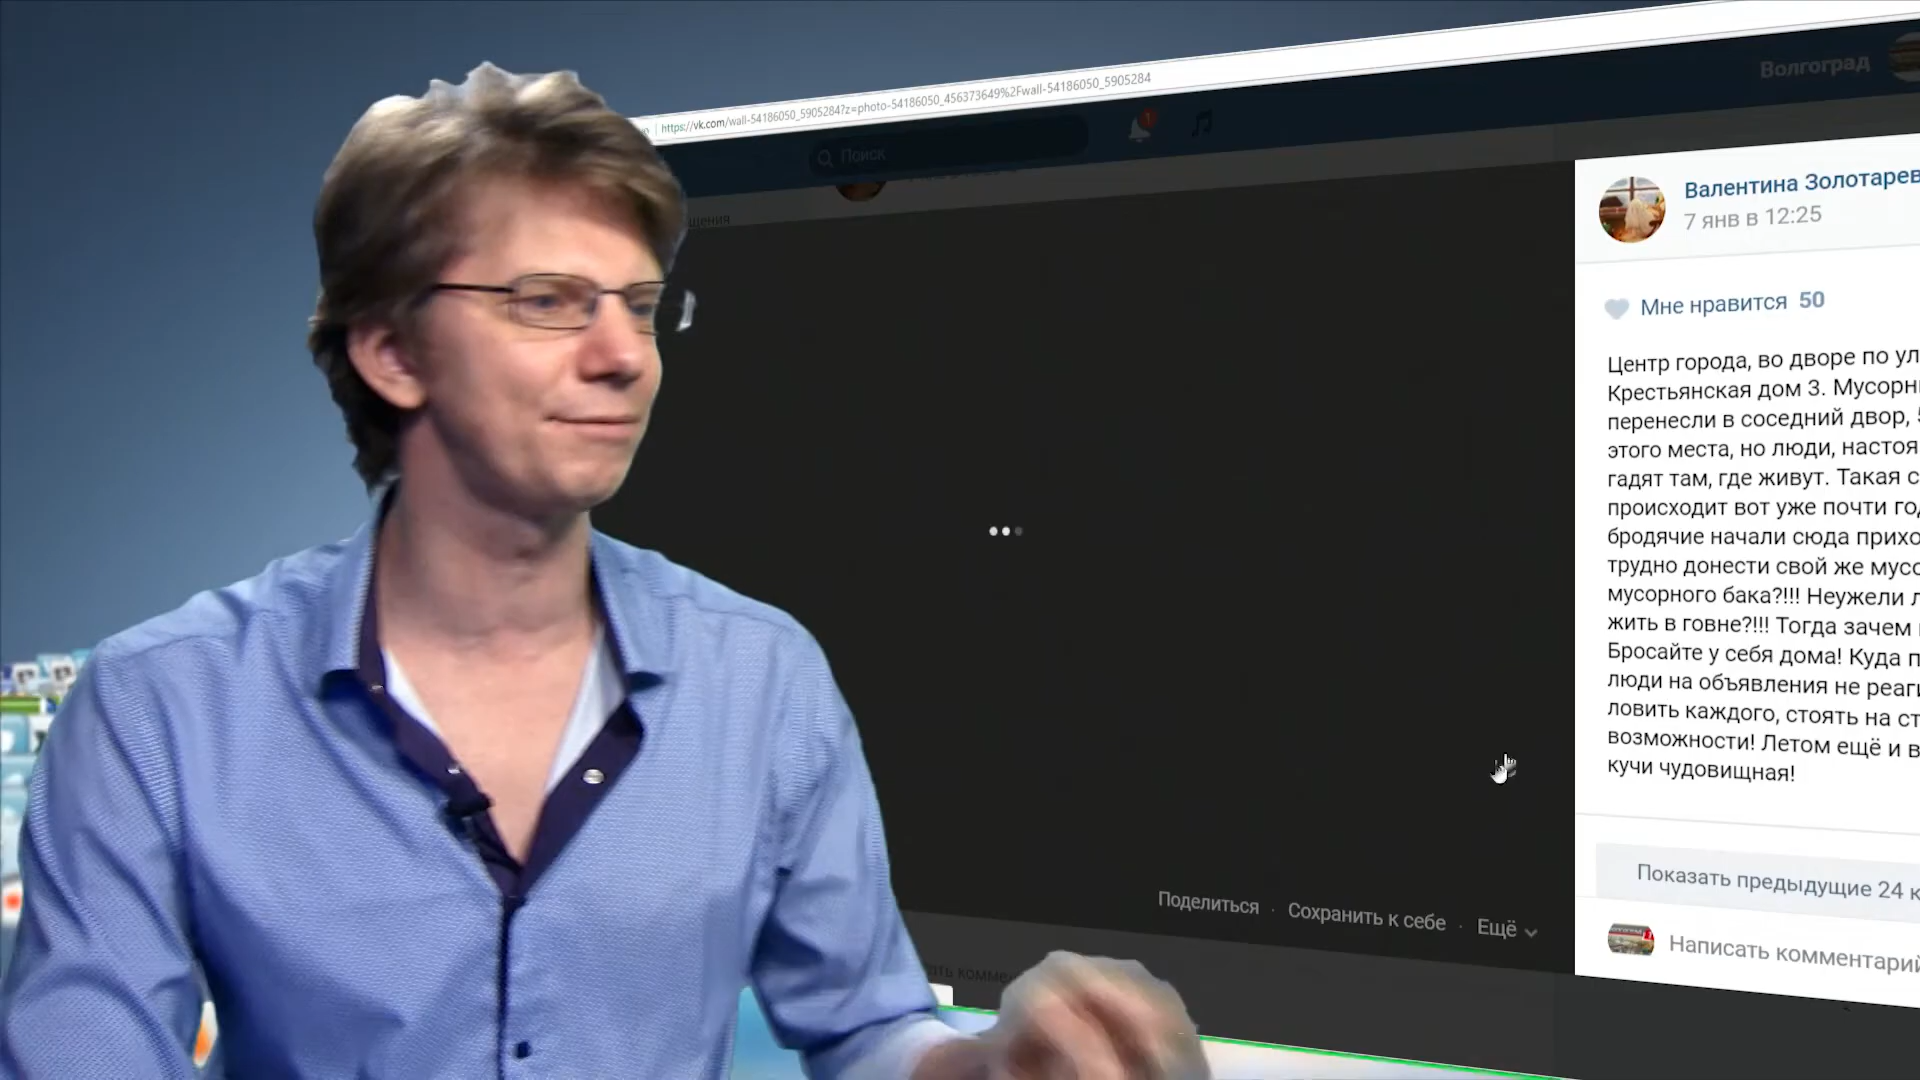 https://vk.com/wall-54186050_5905284?z=photo-54186050_456373649%2Fwall-54186050_5905284
Волгоград
Поиск
Валентина Золотарев
7 янв в 12:25
Мне нравится 50
Центр города, во дворе по ул
Крестьянская дом 3. Мусорн
перенесли в соседний двор,
этого места, но люди, настоя
гадят там, где живут. Такая с
происходит вот уже почти го
бродячие начали сюда прихо
трудно донести свой же мусо
мусорного бака?!!! Неужели л
жить в говне?!!! Тогда зачем
Бросайте у себя дома! Куда п
люди на объявления не реаги
ловить каждого, стоять на ст
возможности! Летом ещё и в
кучи чудовищная!
Поделиться · Сохранить к себе · Ещё
Показать предыдущие 24 к
Написать комментарий